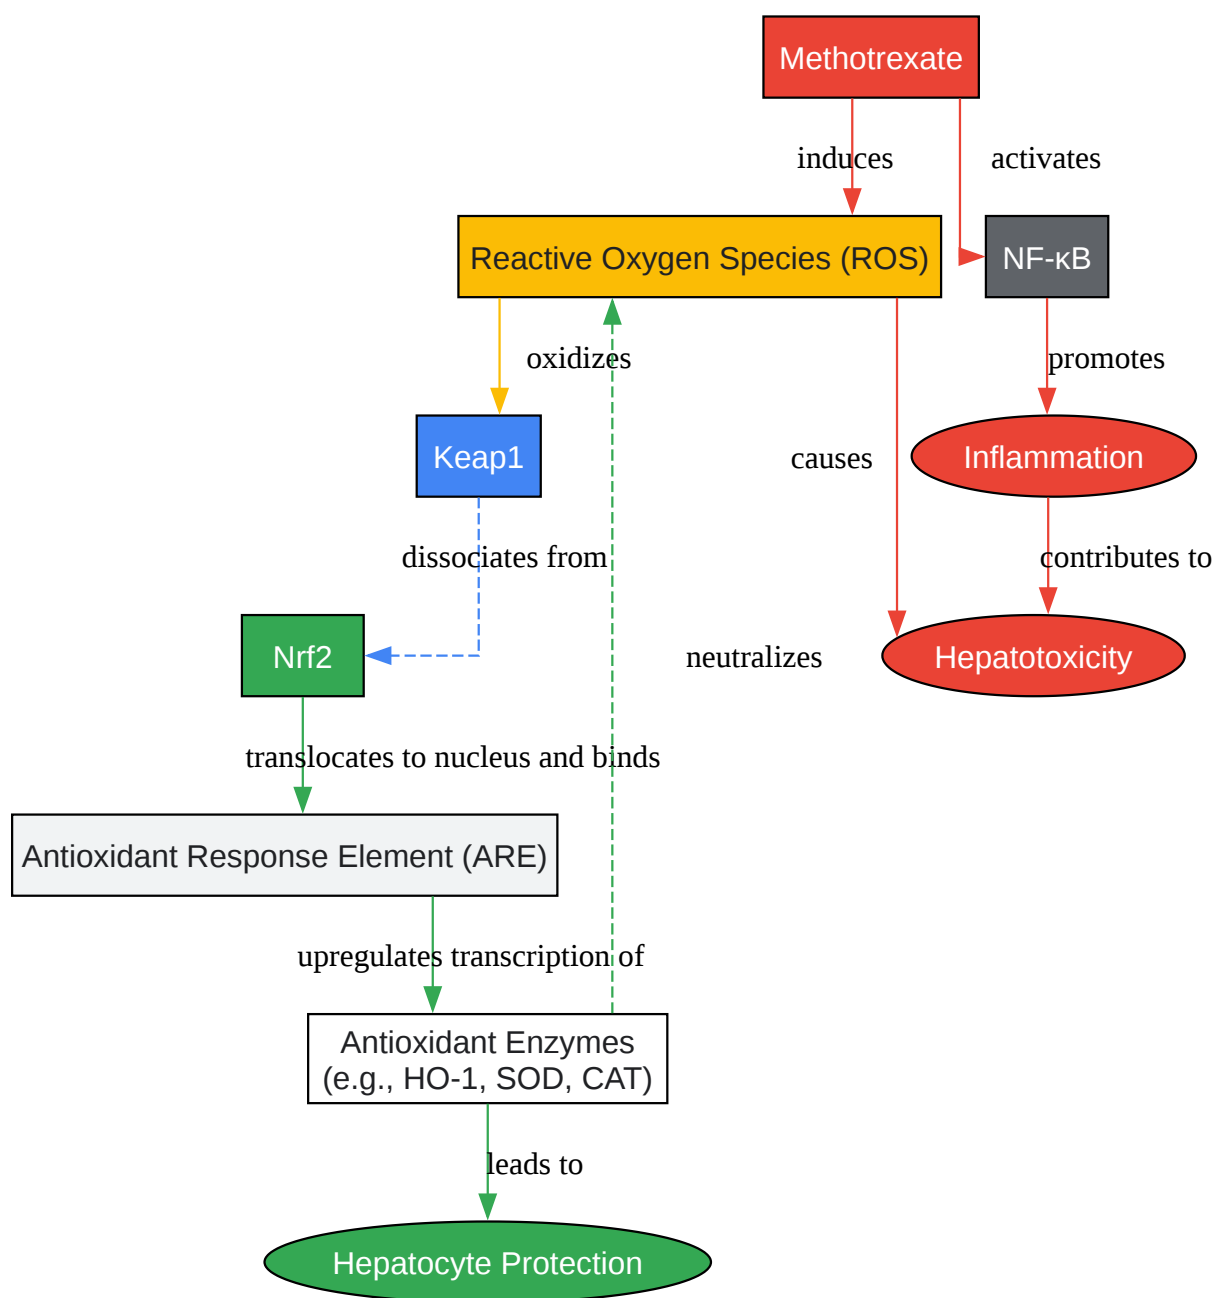 Methotrexate
induces
activates
Reactive Oxygen Species (ROS)
NF-κB
oxidizes
promotes
Keap1
causes
Inflammation
dissociates from
contributes to
Nrf2
neutralizes
Hepatotoxicity
translocates to nucleus and binds
Antioxidant Response Element (ARE)
upregulates transcription of
Antioxidant Enzymes
(e.g., HO-1, SOD, CAT)
leads to
Hepatocyte Protection